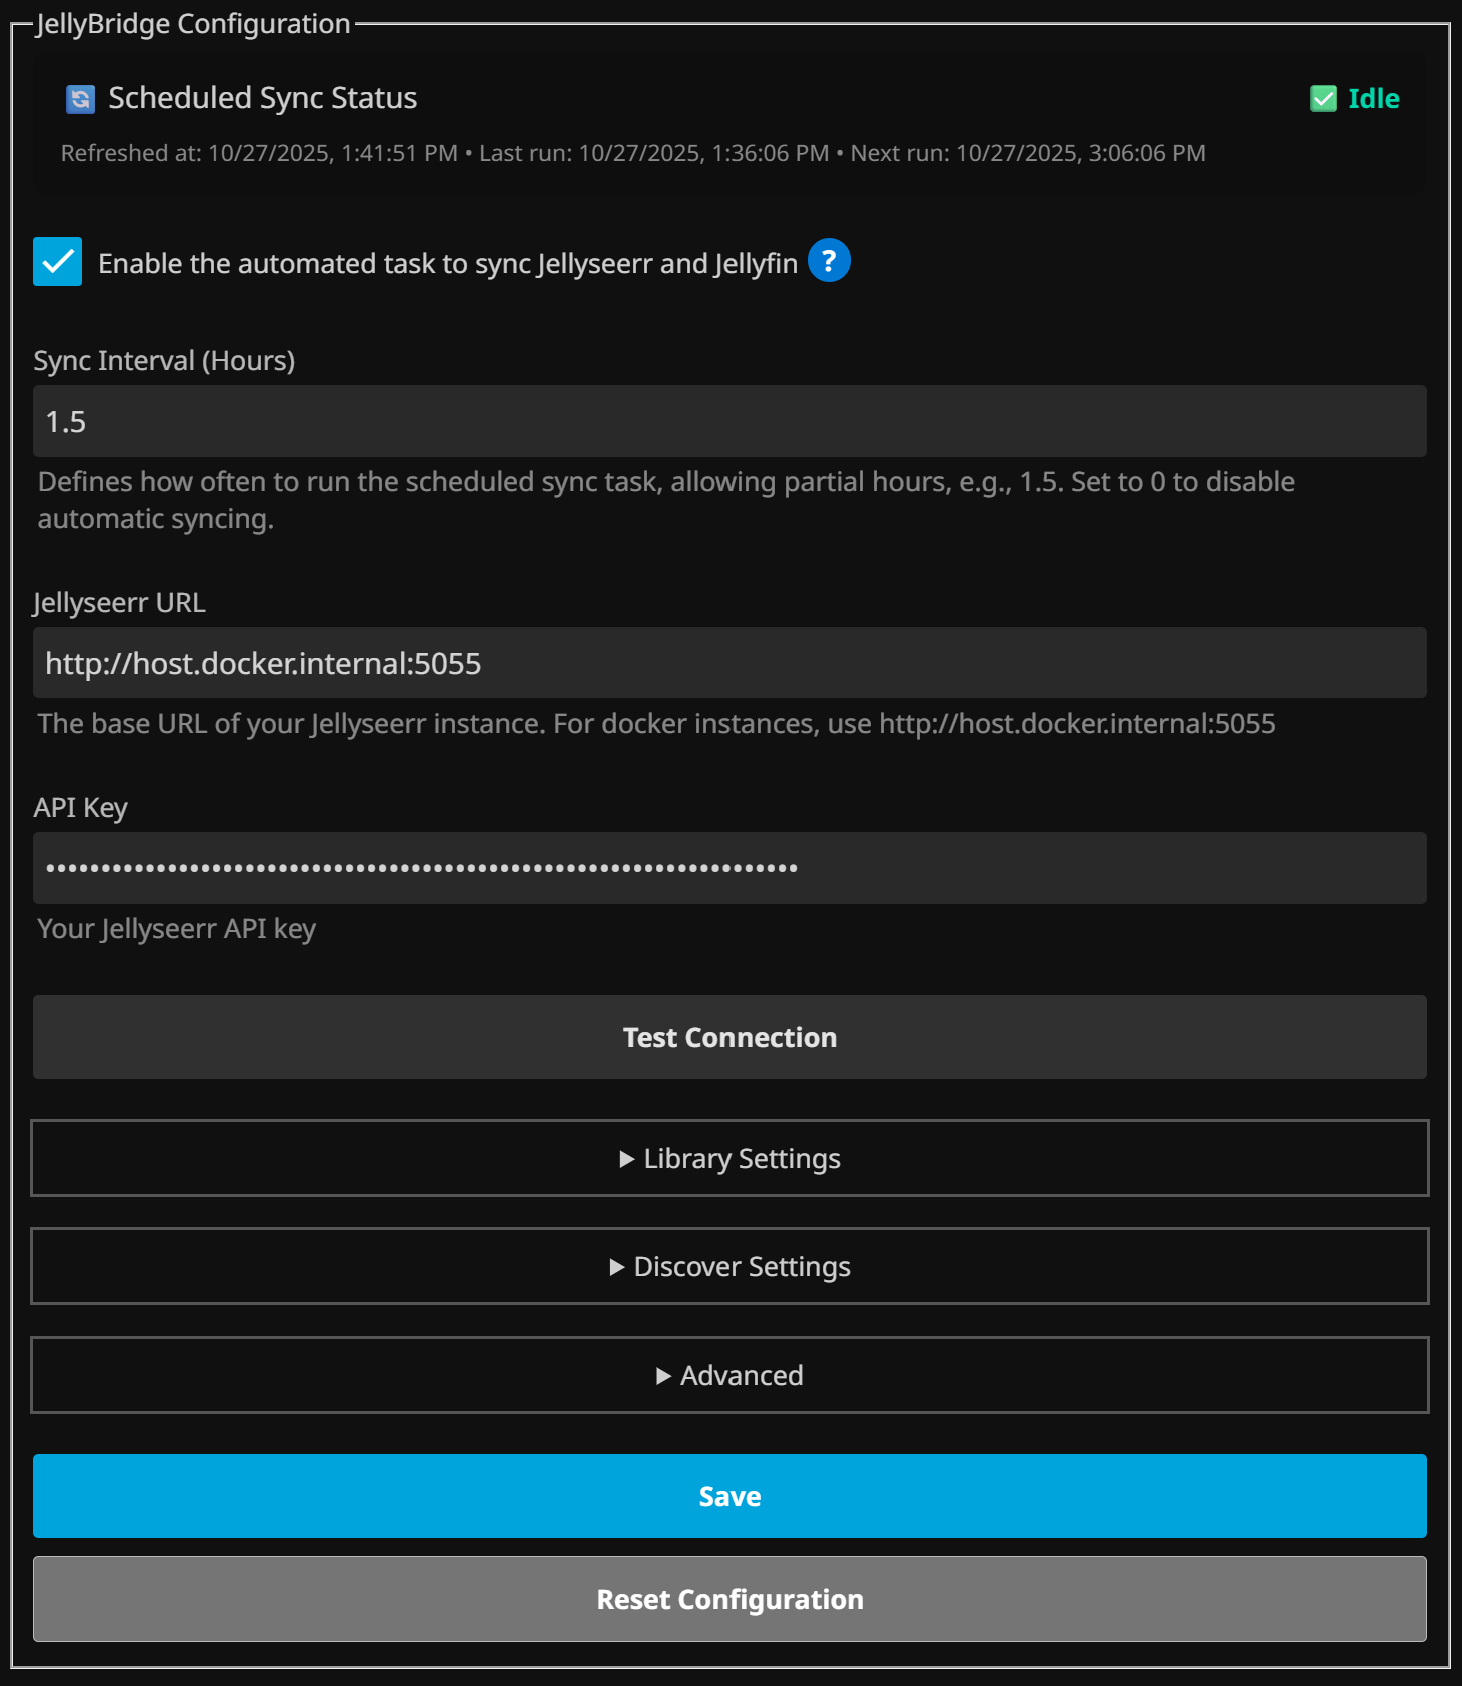 JellyBridge Configuration
Scheduled Sync Status
✅ Idle
Refreshed at: 10/27/2025, 1:41:51 PM • Last run: 10/27/2025, 1:36:06 PM • Next run: 10/27/2025, 3:06:06 PM
Enable the automated task to sync Jellyseerr and Jellyfin ?
Sync Interval (Hours)
1.5
Defines how often to run the scheduled sync task, allowing partial hours, e.g., 1.5. Set to 0 to disable
automatic syncing.
Jellyseerr URL
http://host.docker.internal:5055
The base URL of your Jellyseerr instance. For docker instances, use http://host.docker.internal:5055
API Key
••••••••••••••••••••••••••••••••••••••••••••••••••••••••••••••••••••
Your Jellyseerr API key
Test Connection
▶ Library Settings
▶ Discover Settings
▶ Advanced
Save
Reset Configuration